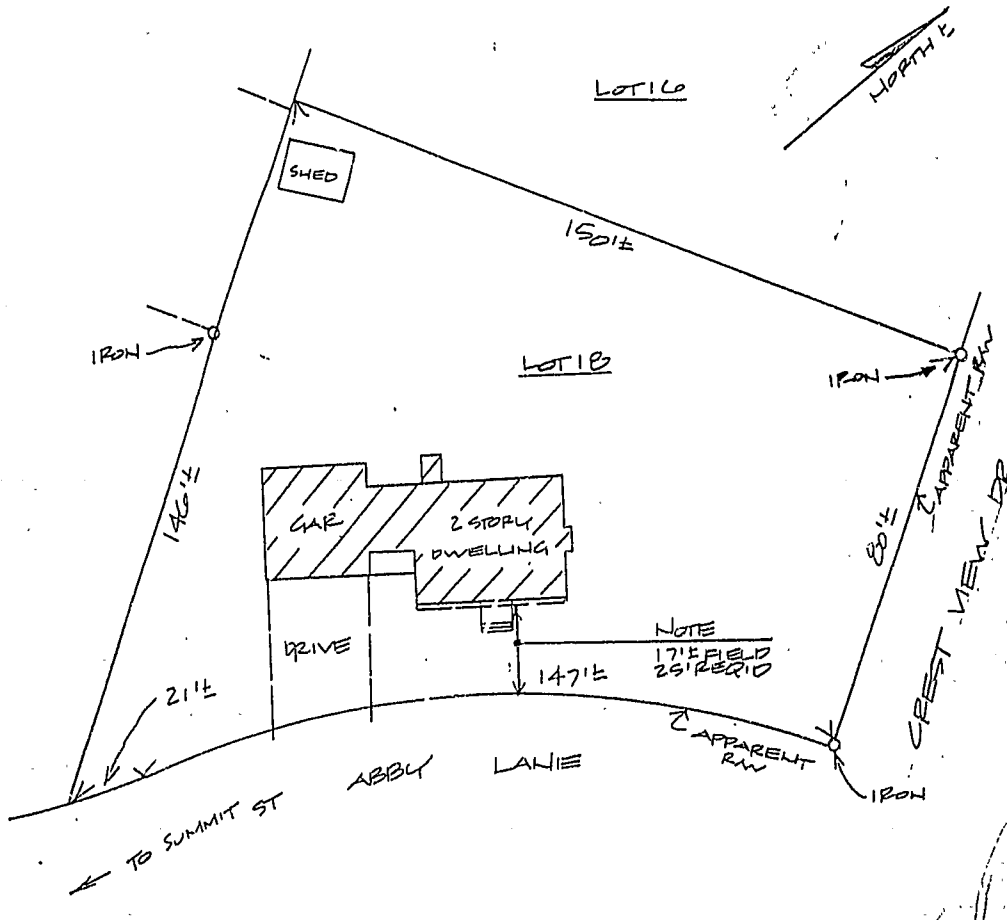 LOT 16
NORTH ±
SHED
150'±
IRON
LOT 18
IRON
APPARENT R/W
146'±
GAR
2 STORY
DWELLING
80'±
CREST VIEW DR
DRIVE
NOTE
17'± FIELD
25' REQ'D
21'±
147'±
APPARENT
R/W
ABBY LANE
IRON
TO SUMMIT ST